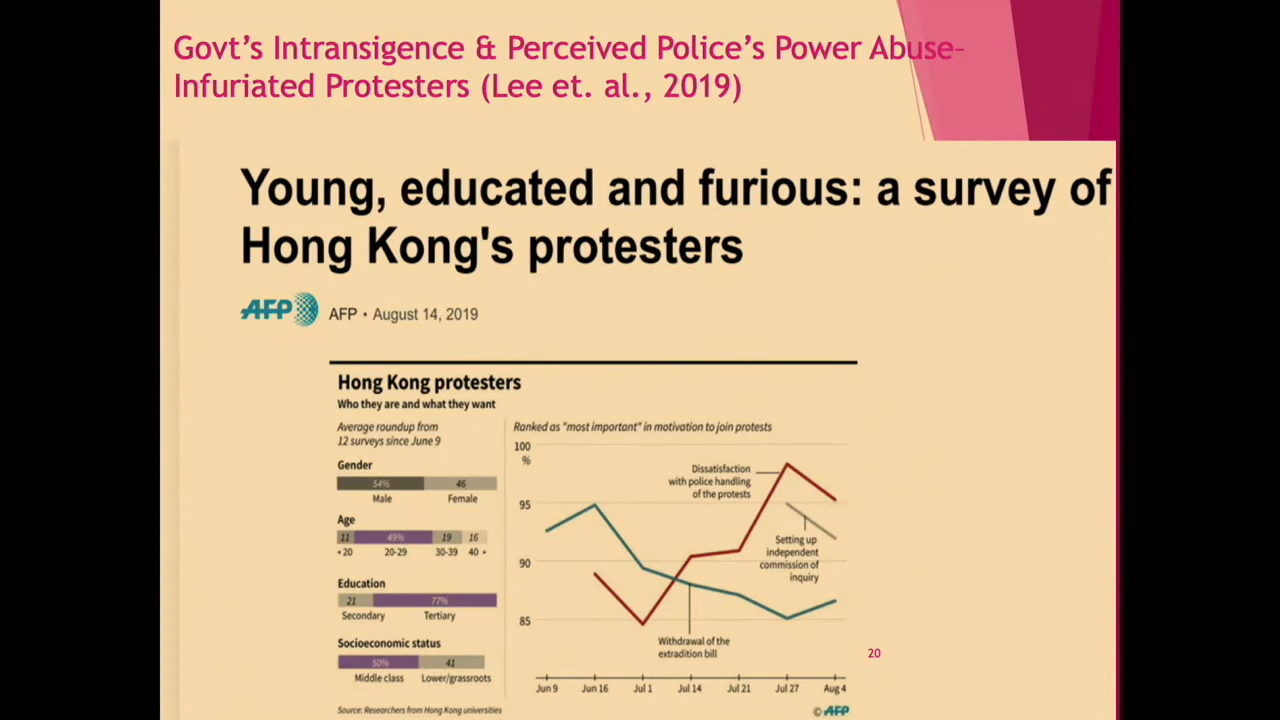 Govt's Intransigence & Perceived Police's Power Abuse–
Infuriated Protesters (Lee et. al., 2019)
Young, educated and furious: a survey of
Hong Kong's protesters
AFP
AFP • August 14, 2019
Hong Kong protesters
Who they are and what they want
Average roundup from
12 surveys since June 9
Gender
54% 46
Male Female
Age
11 49% 19 16
20 20-29 30-39 40 +
Education
21 77%
Secondary Tertiary
Socioeconomic status
50% 41
Middle class Lower/grassroots
Source: Researchers from Hong Kong universities
Ranked as "most important" in motivation to join protests
100
%
95
90
85
Dissatisfaction
with police handling
of the protests
Setting up
independent
commission of
inquiry
Withdrawal of the
extradition bill
Jun 9 Jun 16 Jul 1 Jul 14 Jul 21 Jul 27 Aug 4
© AFP
20